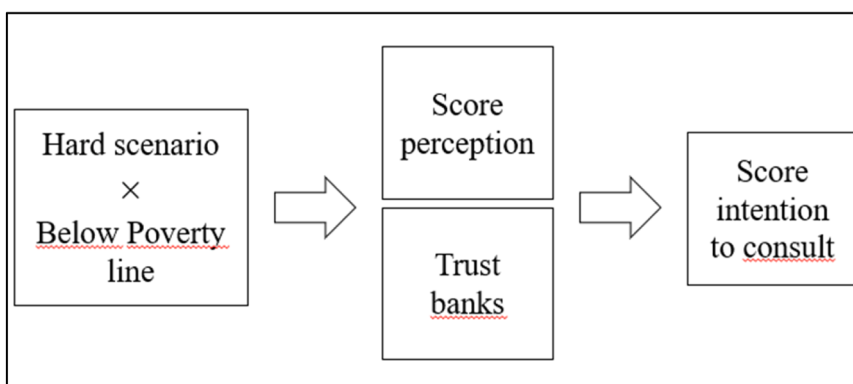 Hard scenario
×
Below Poverty
line
Score
perception
Trust
banks
Score
intention
to consult